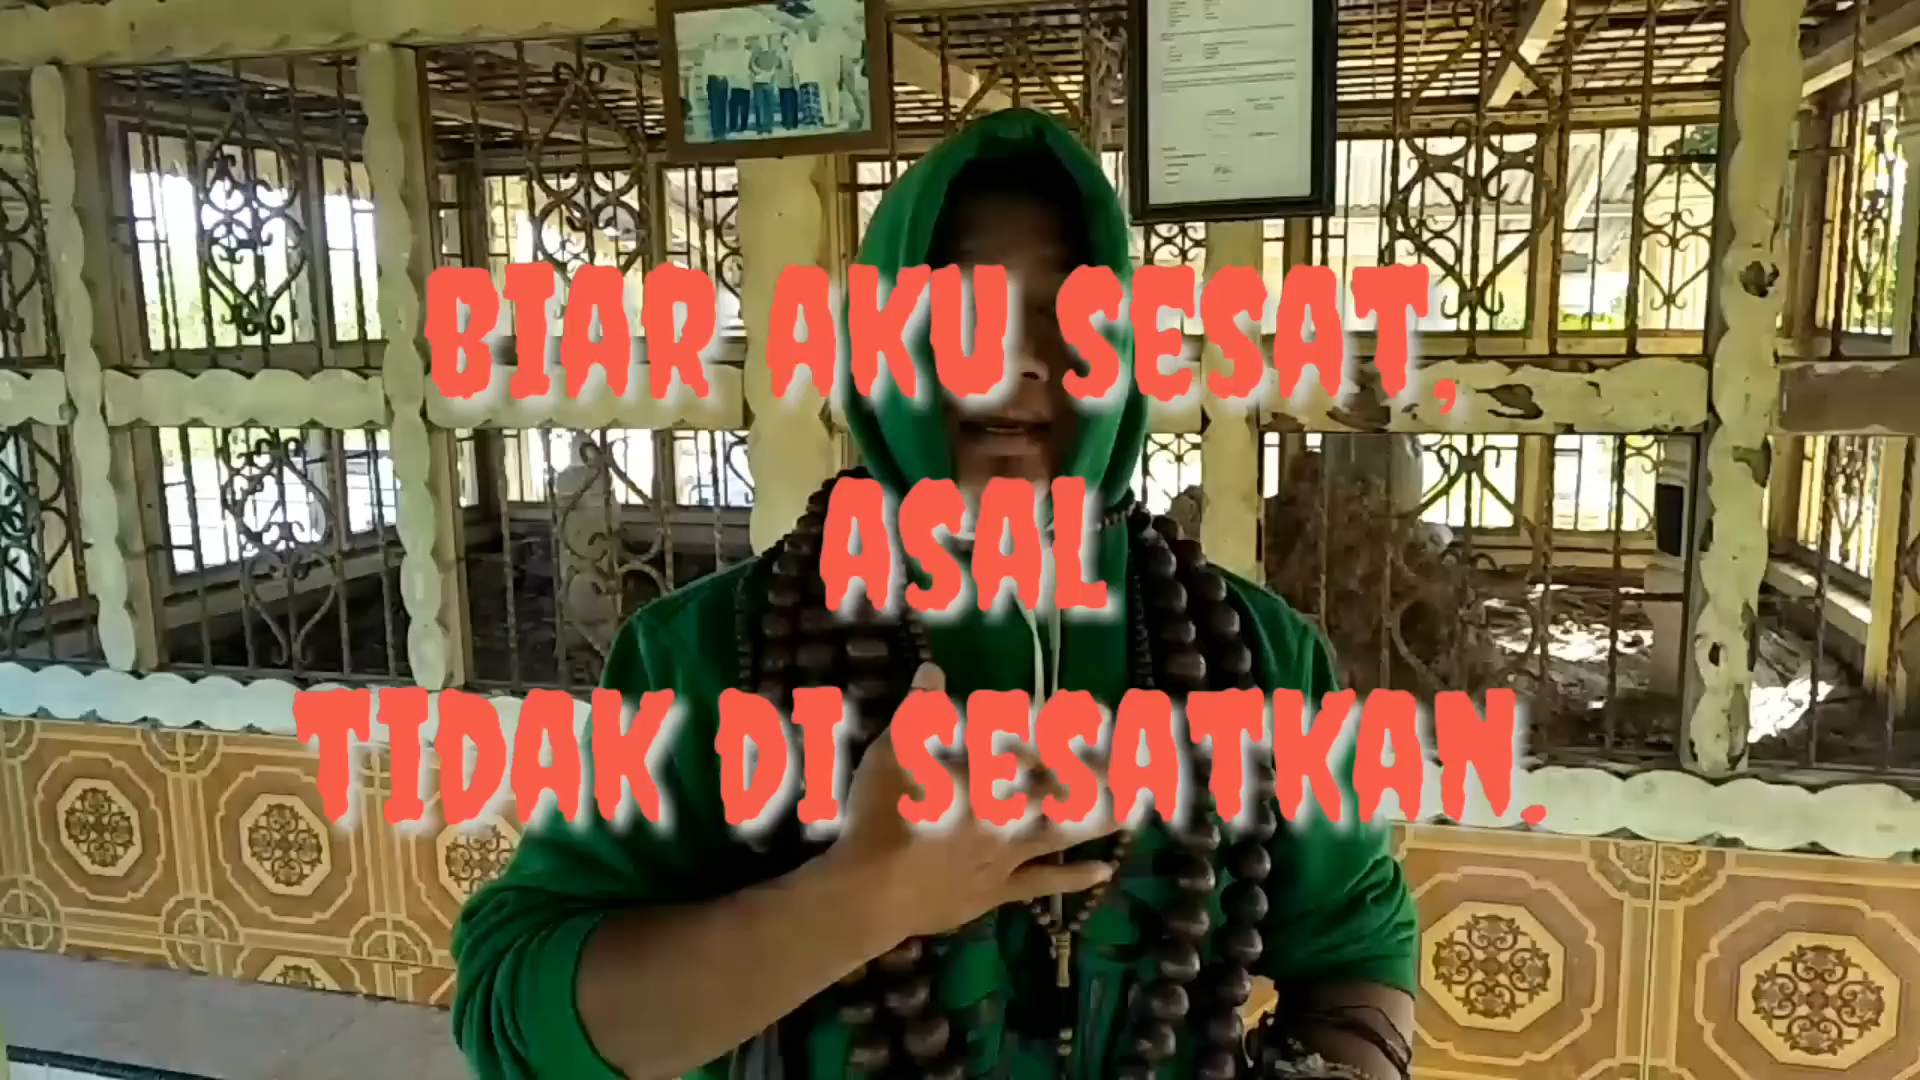 BIAR AKU SESAT,
ASAL
TIDAK DI SESATKAN.